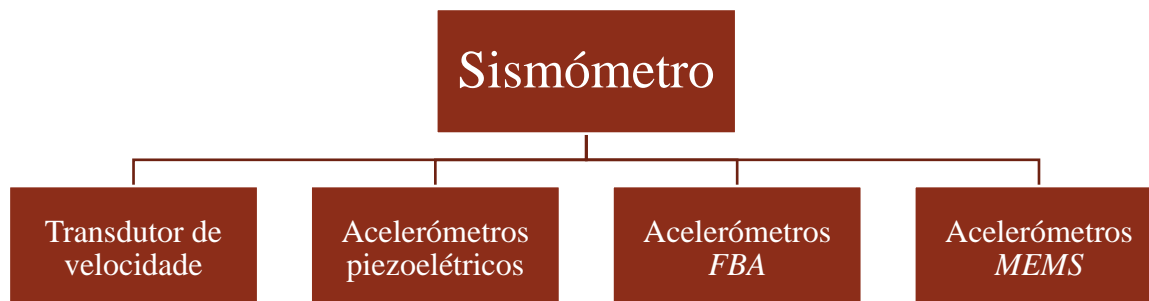 Sismómetro
Transdutor de
velocidade
Acelerómetros
piezoelétricos
Acelerómetros
FBA
Acelerómetros
MEMS